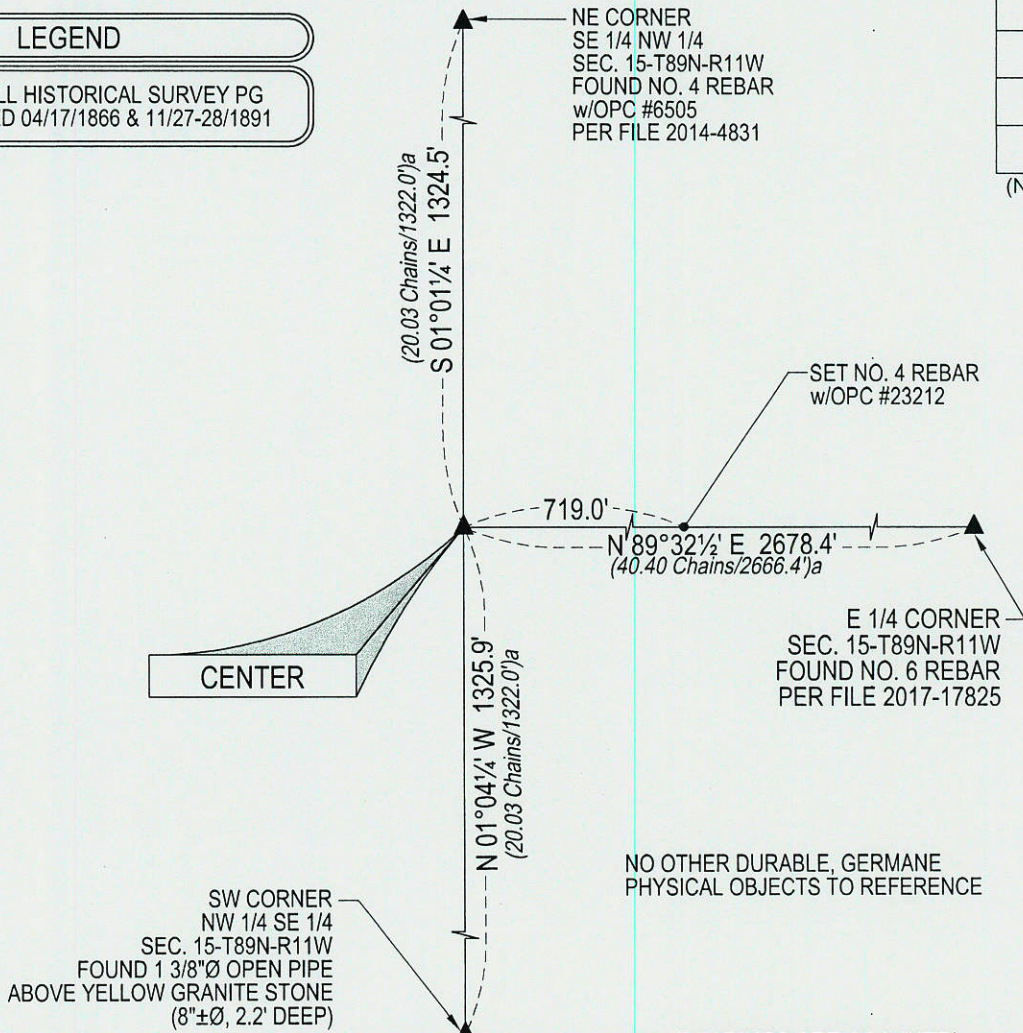 LEGEND
LL HISTORICAL SURVEY PG
ED 04/17/1866 & 11/27-28/1891
NE CORNER
SE 1/4 NW 1/4
SEC. 15-T89N-R11W
FOUND NO. 4 REBAR
w/OPC #6505
PER FILE 2014-4831
(N
(20.03 Chains/1322.0')a
S 01°01¼' E 1324.5'
SET NO. 4 REBAR
w/OPC #23212
719.0'
N 89°32½' E 2678.4'
(40.40 Chains/2666.4')a
E 1/4 CORNER
SEC. 15-T89N-R11W
FOUND NO. 6 REBAR
PER FILE 2017-17825
CENTER
N 01°04¼' W 1325.9'
(20.03 Chains/1322.0')a
NO OTHER DURABLE, GERMANE
PHYSICAL OBJECTS TO REFERENCE
SW CORNER
NW 1/4 SE 1/4
SEC. 15-T89N-R11W
FOUND 1 3/8"Ø OPEN PIPE
ABOVE YELLOW GRANITE STONE
(8"±Ø, 2.2' DEEP)